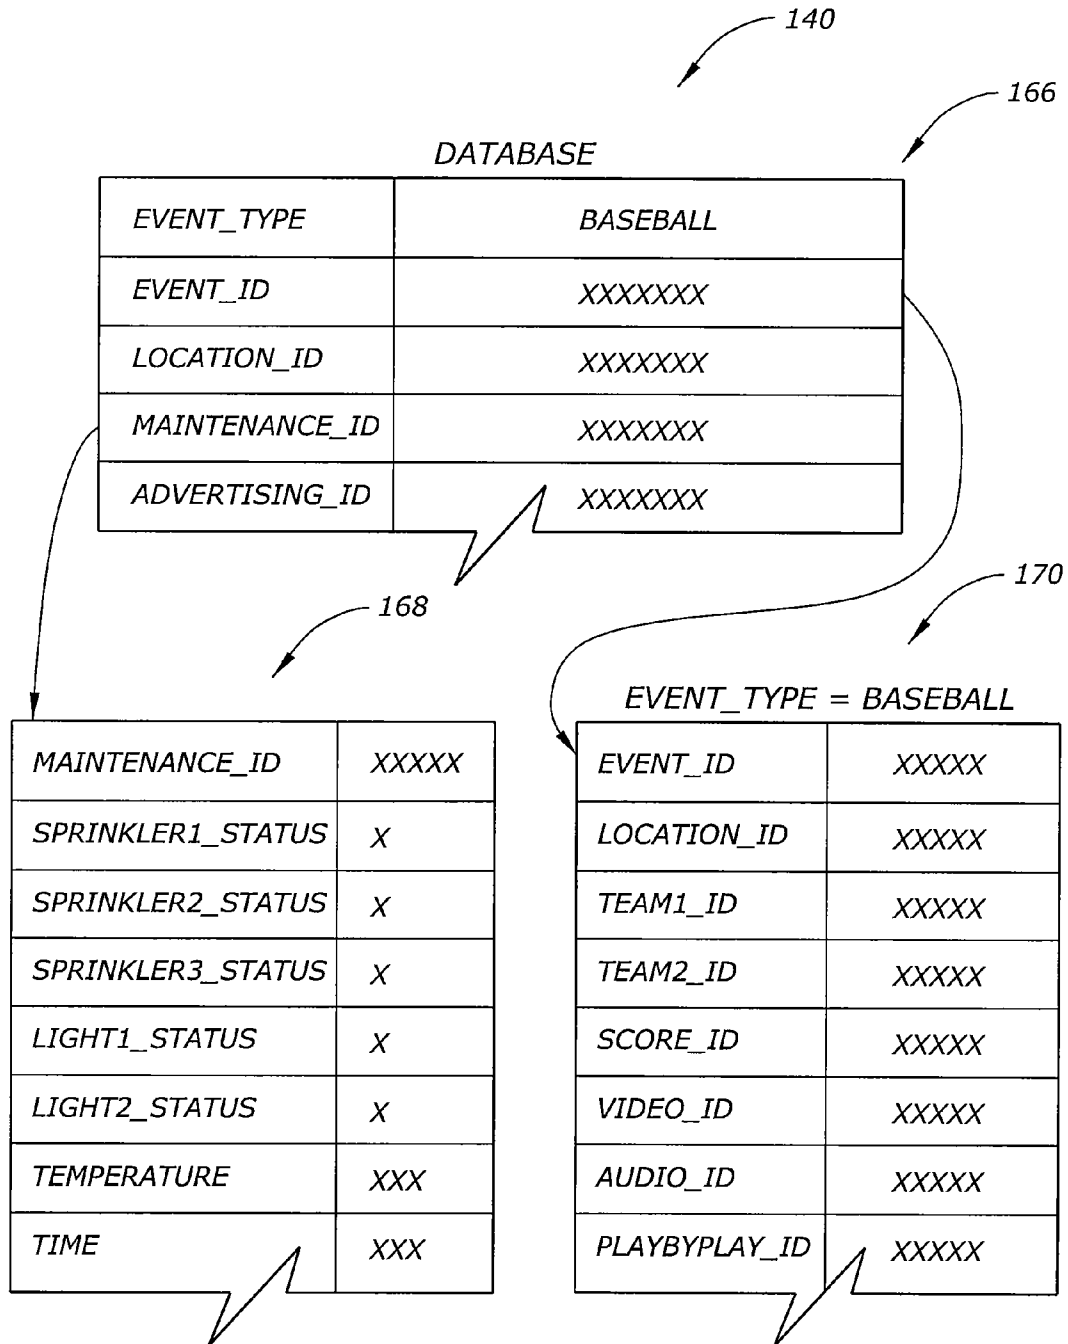 140
166
DATABASE
EVENT_TYPE BASEBALL
EVENT_ID XXXXXXX
LOCATION_ID XXXXXXX
MAINTENANCE_ID XXXXXXX
ADVERTISING_ID XXXXXXX
168
170
MAINTENANCE_ID XXXXX
SPRINKLER1_STATUS X
SPRINKLER2_STATUS X
SPRINKLER3_STATUS X
LIGHT1_STATUS X
LIGHT2_STATUS X
TEMPERATURE XXX
TIME XXX
EVENT_TYPE = BASEBALL
EVENT_ID XXXXX
LOCATION_ID XXXXX
TEAM1_ID XXXXX
TEAM2_ID XXXXX
SCORE_ID XXXXX
VIDEO_ID XXXXX
AUDIO_ID XXXXX
PLAYBYPLAY_ID XXXXX